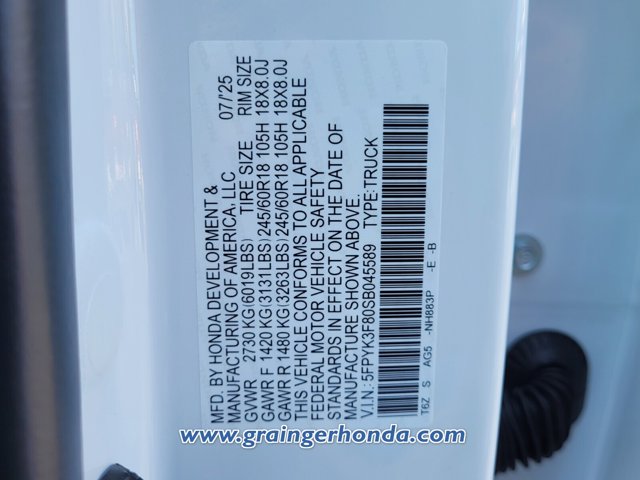 MFD. BY HONDA DEVELOPMENT &
MANUFACTURING OF AMERICA, LLC 07/'25
GVWR 2730 KG(6019LBS) TIRE SIZE RIM SIZE
GAWR F 1420 KG(3131LBS)245/60R18 105H 18X8.0J
GAWR R 1480 KG(3263LBS)245/60R18 105H 18X8.0J
THIS VEHICLE CONFORMS TO ALL APPLICABLE
FEDERAL MOTOR VEHICLE SAFETY
STANDARDS IN EFFECT ON THE DATE OF
MANUFACTURE SHOWN ABOVE.
V.I.N.: 5FPYK3F80SB045589 TYPE:TRUCK
T6Z S AG5 -NH883P -E -B
www.graingerhonda.com